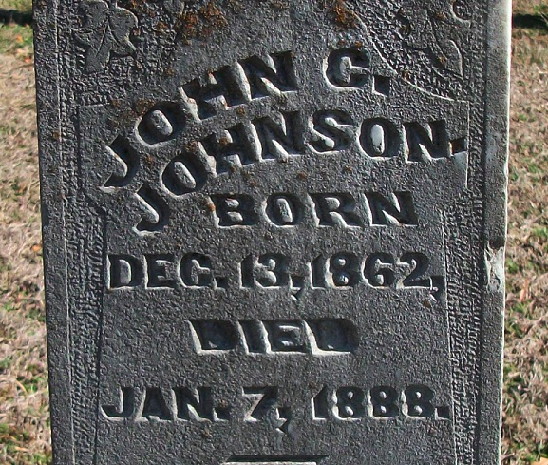 JOHN C.
JOHNSON.
BORN
DEC. 13, 1862,
DIED
JAN. 7, 1888.